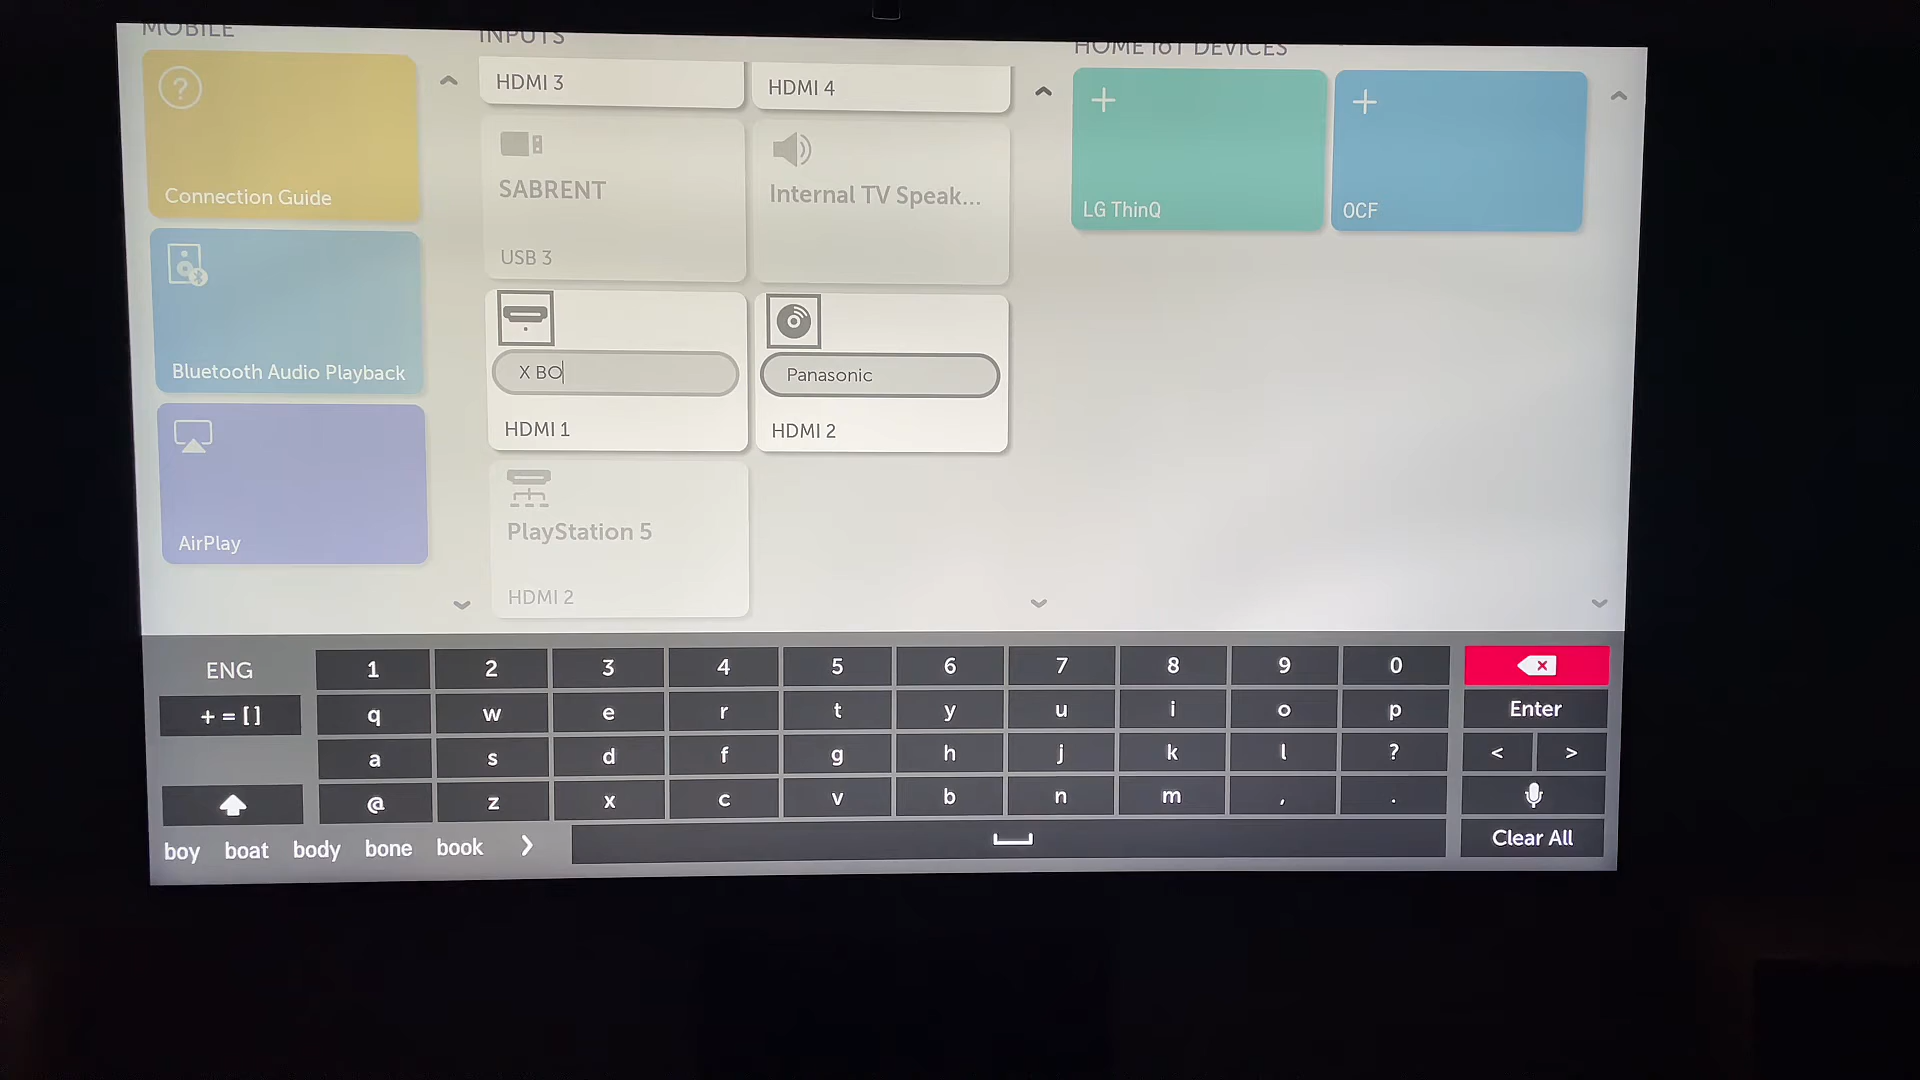 MOBILE
INPUTS
HOME IoT DEVICES
Connection Guide
Bluetooth Audio Playback
AirPlay
HDMI 3
HDMI 4
SABRENT
USB 3
Internal TV Speak...
X BO
HDMI 1
Panasonic
HDMI 2
PlayStation 5
HDMI 2
LG ThinQ
OCF
ENG
1 2 3 4 5 6 7 8 9 0
+ = [ ]
q w e r t y u i o p
Enter
a s d f g h j k l ?
< >
@ z x c v b n m , .
boy boat body bone book >
Clear All